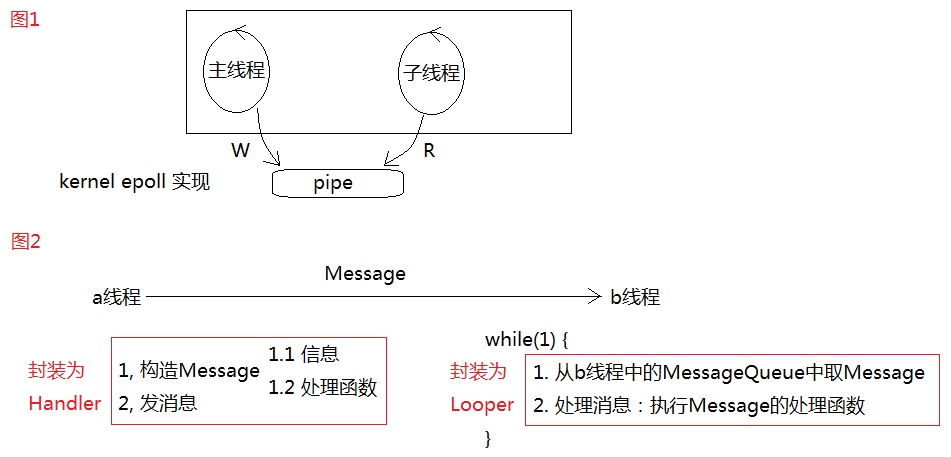 图1
主线程
子线程
W
R
kernel epoll 实现
pipe
图2
Message
a线程
b线程
封装为
Handler
1, 构造Message
1.1 信息
1.2 处理函数
2, 发消息
while(1) {
封装为
Looper
1. 从b线程中的MessageQueue中取Message
2. 处理消息：执行Message的处理函数
}